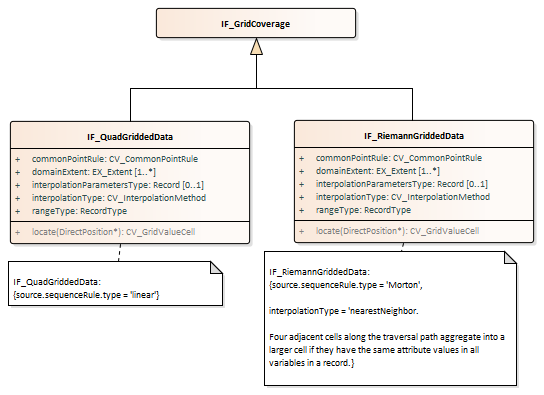 IF_GridCoverage
IF_QuadGriddedData
+ commonPointRule: CV_CommonPointRule
+ domainExtent: EX_Extent [1..*]
+ interpolationParametersType: Record [0..1]
+ interpolationType: CV_InterpolationMethod
+ rangeType: RecordType
+ locate(DirectPosition*): CV_GridValueCell
IF_RiemannGriddedData
+ commonPointRule: CV_CommonPointRule
+ domainExtent: EX_Extent [1..*]
+ interpolationParametersType: Record [0..1]
+ interpolationType: CV_InterpolationMethod
+ rangeType: RecordType
+ locate(DirectPosition*): CV_GridValueCell
IF_QuadGriddedData:
{source.sequenceRule.type = 'linear'}
IF_RiemannGriddedData:
{source.sequenceRule.type = 'Morton',
interpolationType = 'nearestNeighbor.
Four adjacent cells along the traversal path aggregate into a
larger cell if they have the same attribute values in all
variables in a record.}